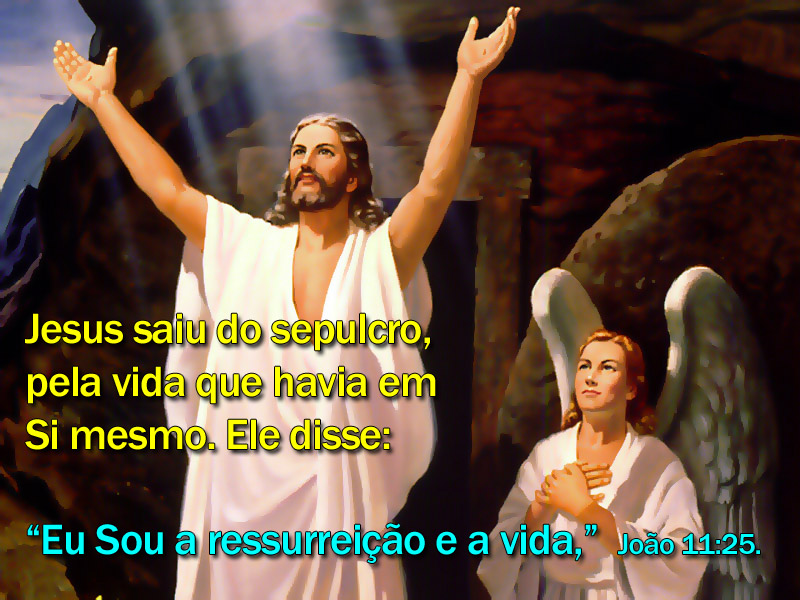 Jesus saiu do sepulcro,
pela vida que havia em
Si mesmo. Ele disse:
“Eu Sou a ressurreição e a vida,” João 11:25.